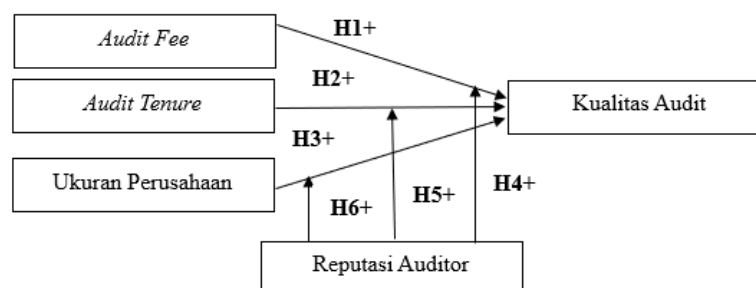 Audit Fee
H1+
H2+
Audit Tenure
Kualitas Audit
H3+
Ukuran Perusahaan
H4+
H5+
H6+
Reputasi Auditor